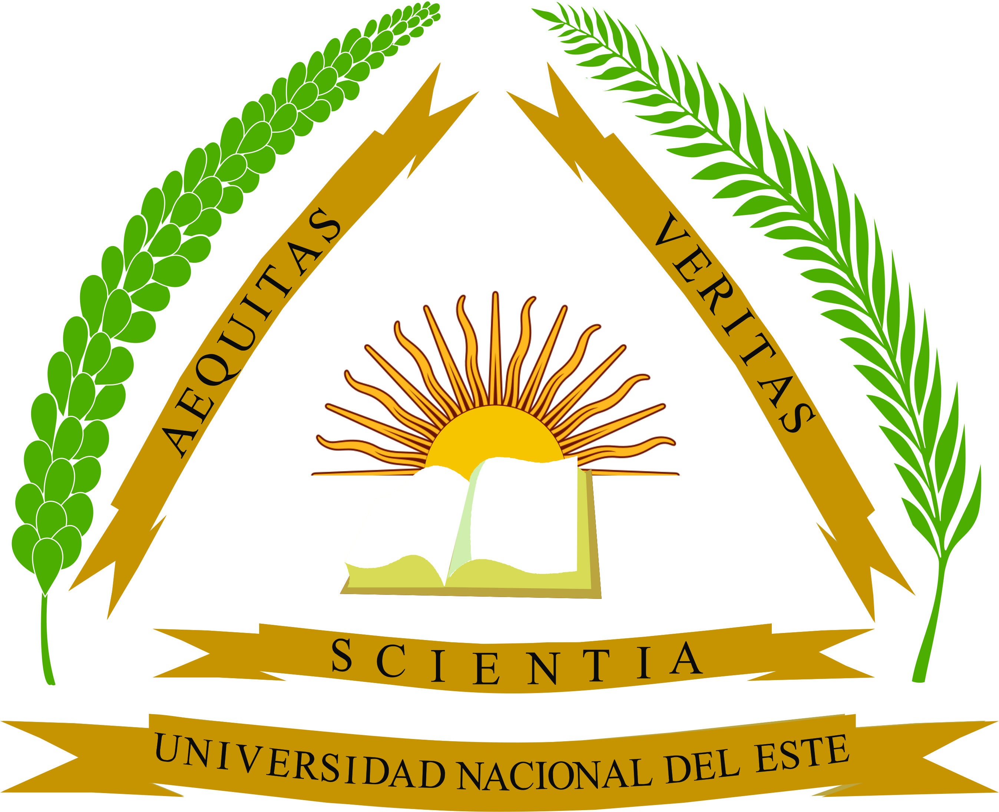 AEQUITAS
VERITAS
SCIENTIA
UNIVERSIDAD NACIONAL DEL ESTE